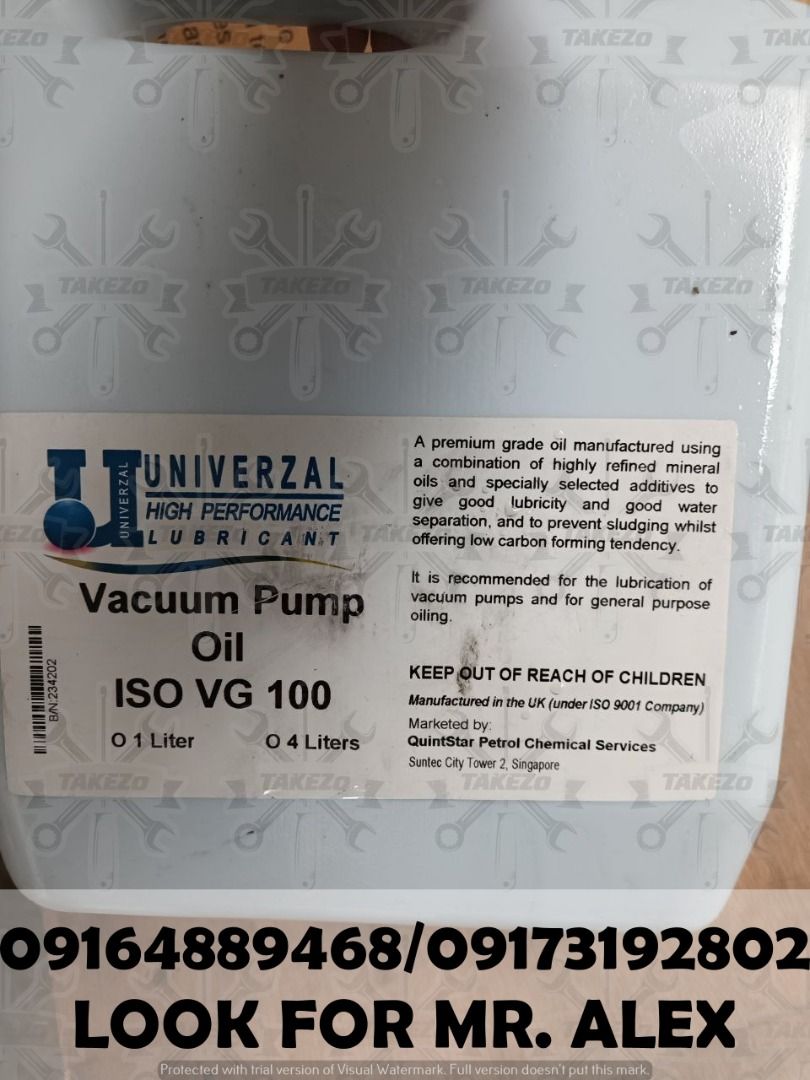 TAKEZO
UNIVERZAL
UNIVERZAL
HIGH PERFORMANCE
LUBRICANT
Vacuum Pump
Oil
ISO VG 100
O 1 Liter O 4 Liters
B/N:234202
A premium grade oil manufactured using
a combination of highly refined mineral
oils and specially selected additives to
give good lubricity and good water
separation, and to prevent sludging whilst
offering low carbon forming tendency.
It is recommended for the lubrication of
vacuum pumps and for general purpose
oiling.
KEEP OUT OF REACH OF CHILDREN
Manufactured in the UK (under ISO 9001 Company)
Marketed by:
QuintStar Petrol Chemical Services
Suntec City Tower 2, Singapore
09164889468/09173192802
LOOK FOR MR. ALEX
Protected with trial version of Visual Watermark. Full version doesn't put this mark.